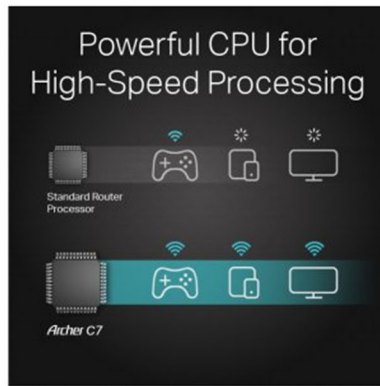 Powerful CPU for
High-Speed Processing
Standard Router
Processor
Archer C7